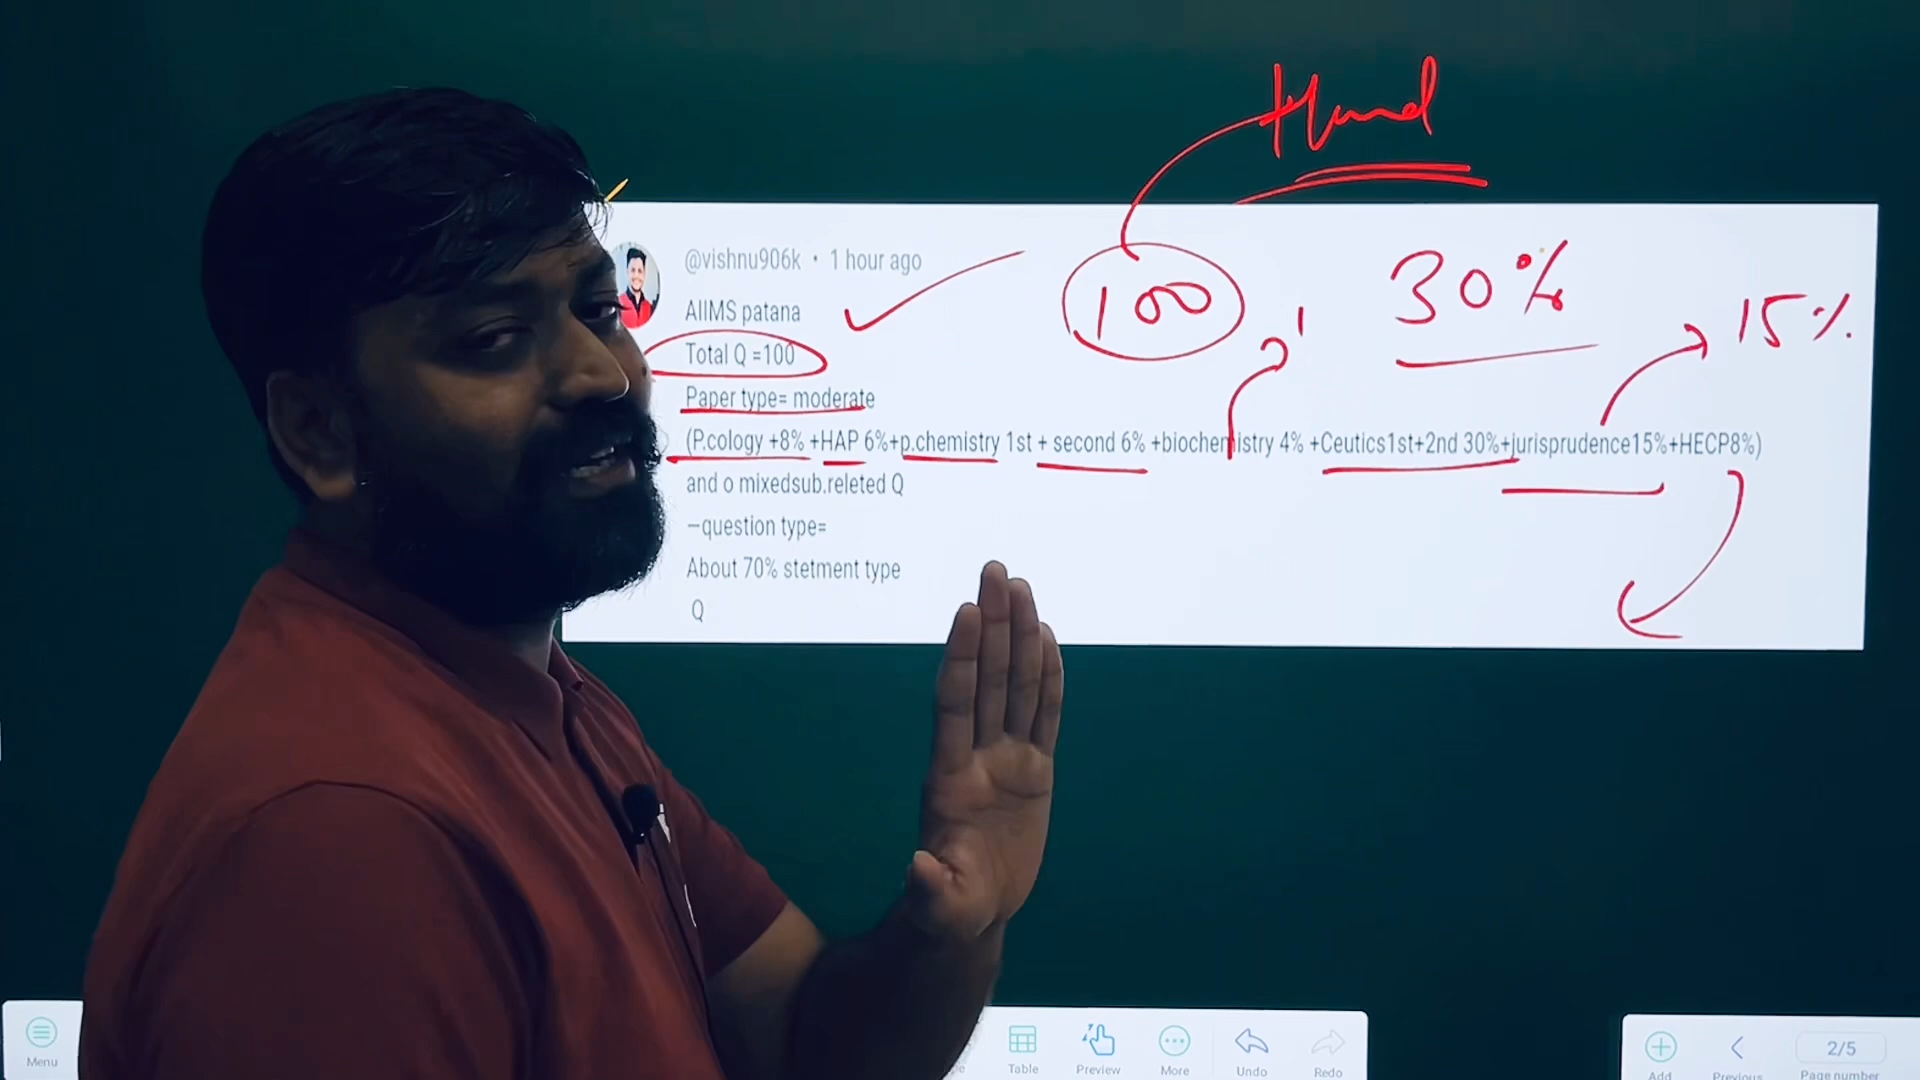 Hard
@vishnu906k • 1 hour ago
AIIMS patana
Total Q =100
100
30%
15%
Paper type= moderate
(P.cology +8% +HAP 6%+p.chemistry 1st + second 6% +biochemistry 4% +Ceutics1st+2nd 30%+jurisprudence15%+HECP8%)
and o mixedsub.releted Q
–question type=
About 70% stetment type
Q
Menu
Table
Preview
More
Undo
Redo
Add
Previous
2/5
Page number